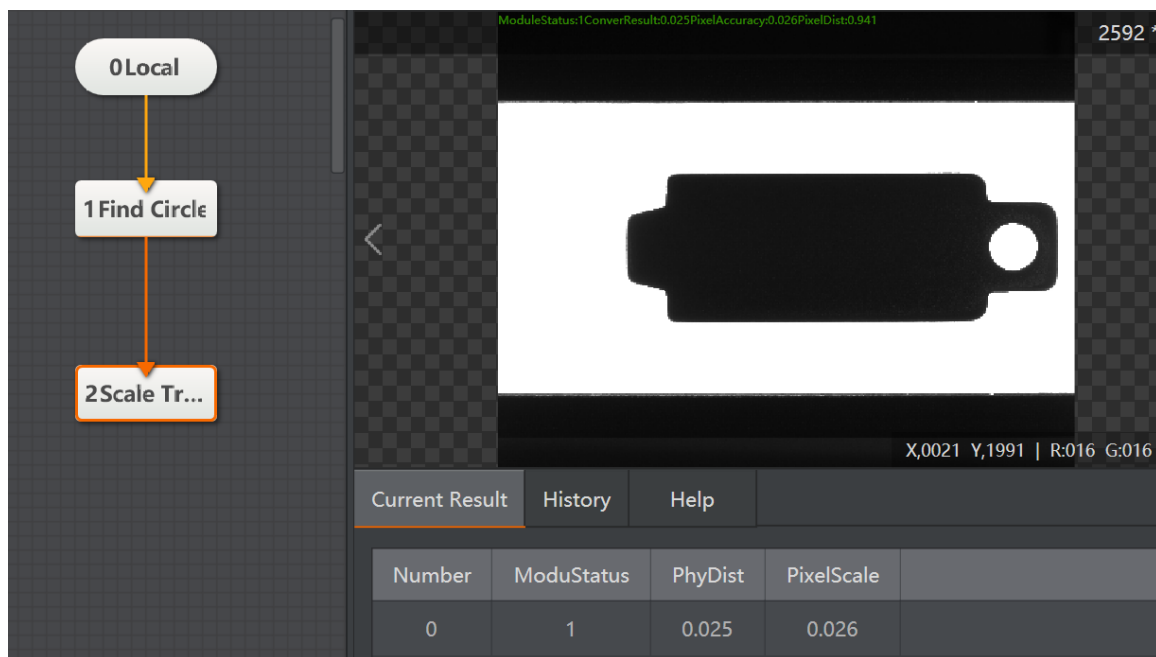 0Local
1Find Circle
2Scale Tr...
ModuleStatus:1ConverResult:0.025PixelAccuracy:0.026PixelDist:0.941
2592 *
X,0021 Y,1991 | R:016 G:016
Current Result History Help
Number ModuStatus PhyDist PixelScale
0 1 0.025 0.026